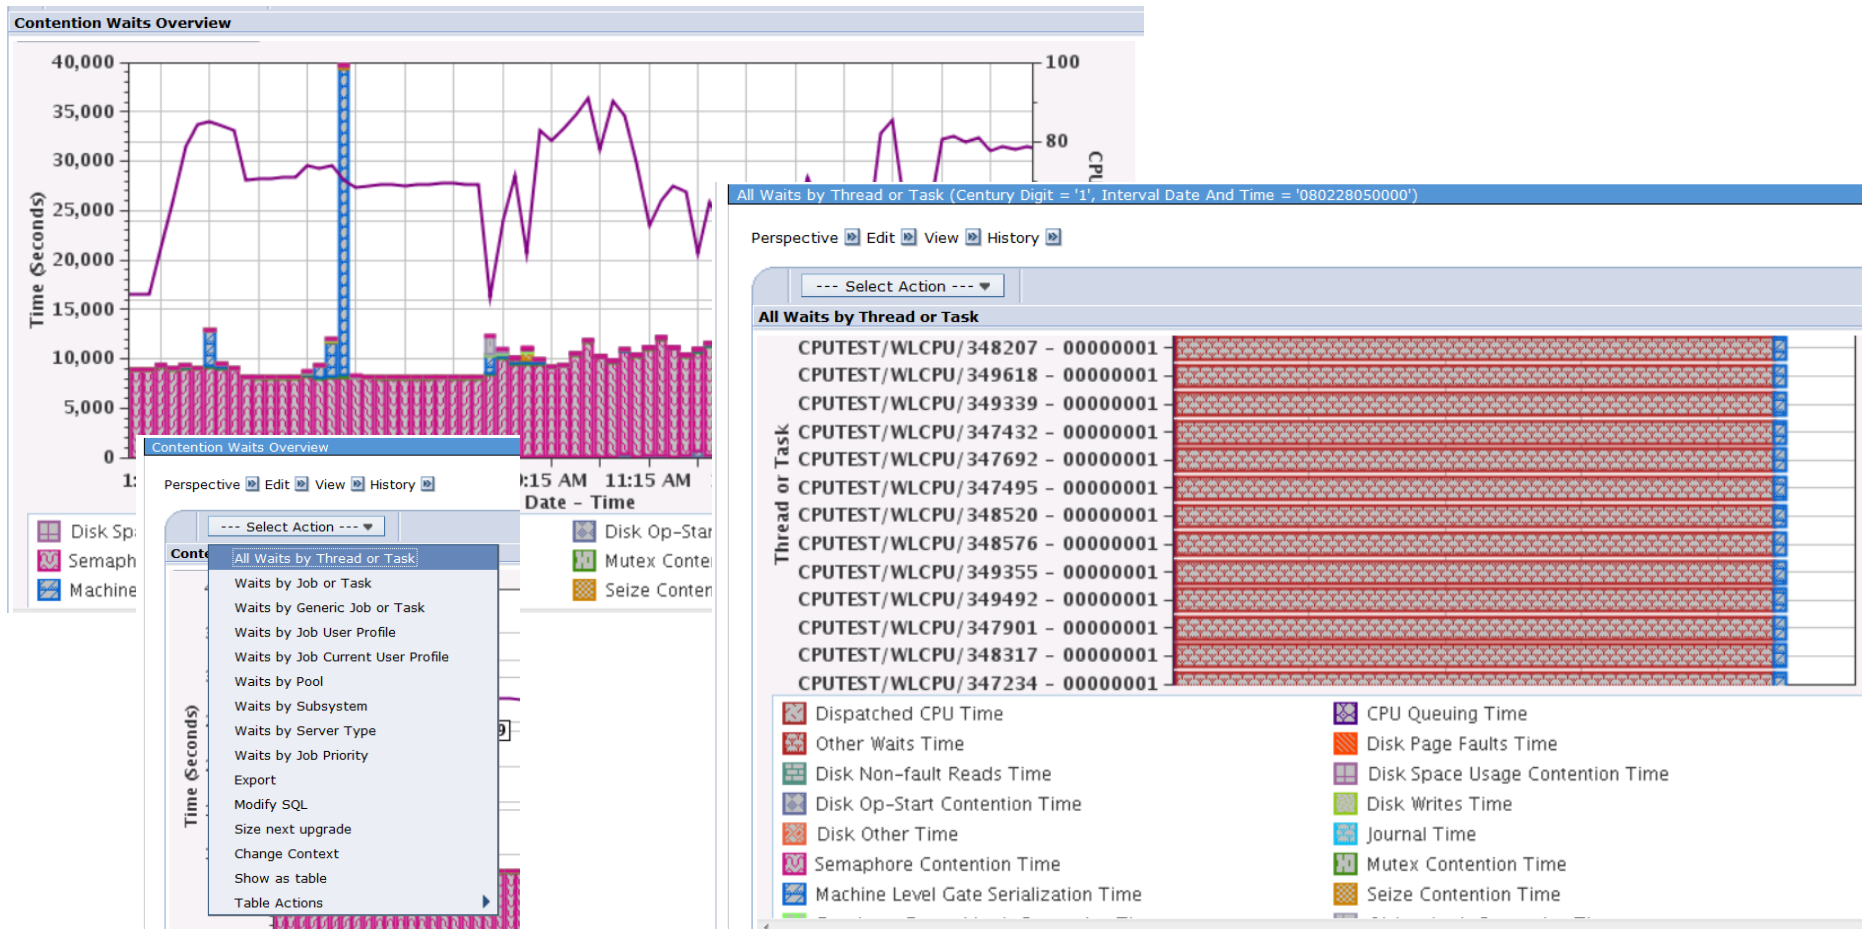 Contention Waits Overview
40,000
35,000
30,000
25,000
20,000
15,000
10,000
5,000
0
Time (Seconds)
100
80
CPU
11:15 AM
Date – Time
Semaph
Machine
Disk Op–Star
Mutex Conte
Seize Conter
Contention Waits Overview
Perspective Edit View History
--- Select Action ---
Conte
All Waits by Thread or Task
Waits by Job or Task
Waits by Generic Job or Task
Waits by Job User Profile
Waits by Job Current User Profile
Waits by Pool
Waits by Subsystem
Waits by Server Type
Waits by Job Priority
Export
Modify SQL
Size next upgrade
Change Context
Show as table
Table Actions
Time (Seconds)
All Waits by Thread or Task (Century Digit = '1', Interval Date And Time = '080228050000')
Perspective Edit View History
--- Select Action ---
All Waits by Thread or Task
Thread or Task
CPUTEST/WLCPU/348207 – 00000001
CPUTEST/WLCPU/349618 – 00000001
CPUTEST/WLCPU/349339 – 00000001
CPUTEST/WLCPU/347432 – 00000001
CPUTEST/WLCPU/347692 – 00000001
CPUTEST/WLCPU/347495 – 00000001
CPUTEST/WLCPU/348520 – 00000001
CPUTEST/WLCPU/348576 – 00000001
CPUTEST/WLCPU/349355 – 00000001
CPUTEST/WLCPU/349492 – 00000001
CPUTEST/WLCPU/347901 – 00000001
CPUTEST/WLCPU/348317 – 00000001
CPUTEST/WLCPU/347234 – 00000001
Dispatched CPU Time
CPU Queuing Time
Other Waits Time
Disk Page Faults Time
Disk Non–fault Reads Time
Disk Space Usage Contention Time
Disk Op–Start Contention Time
Disk Writes Time
Disk Other Time
Journal Time
Semaphore Contention Time
Mutex Contention Time
Machine Level Gate Serialization Time
Seize Contention Time